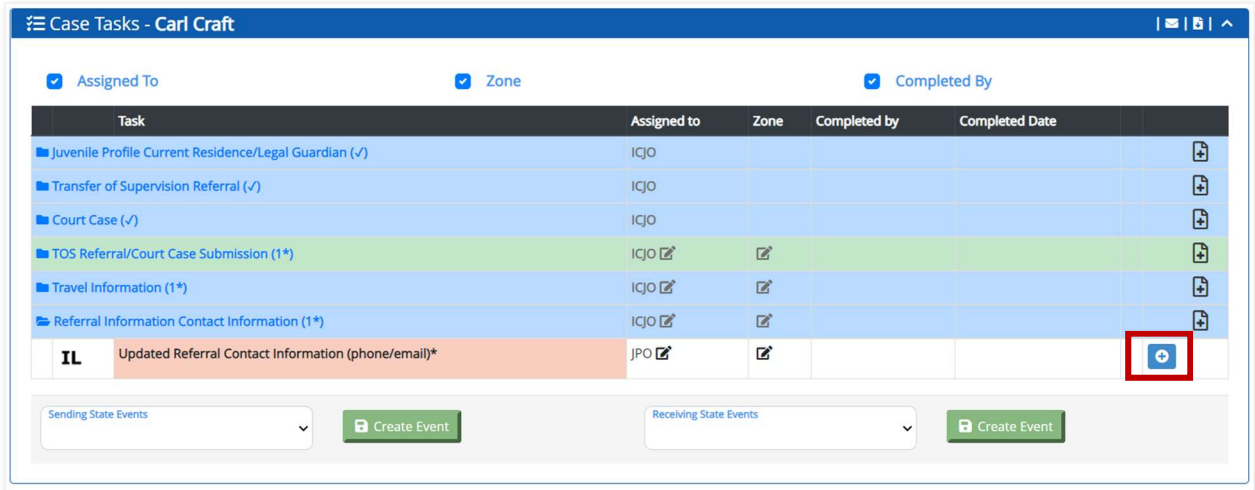 Case Tasks - Carl Craft
Assigned To Zone Completed By
Task Assigned to Zone Completed by Completed Date
Juvenile Profile Current Residence/Legal Guardian (✓) ICJO
Transfer of Supervision Referral (✓) ICJO
Court Case (✓) ICJO
TOS Referral/Court Case Submission (1*) ICJO
Travel Information (1*) ICJO
Referral Information Contact Information (1*) ICJO
IL Updated Referral Contact Information (phone/email)* JPO
Sending State Events Receiving State Events
Create Event Create Event